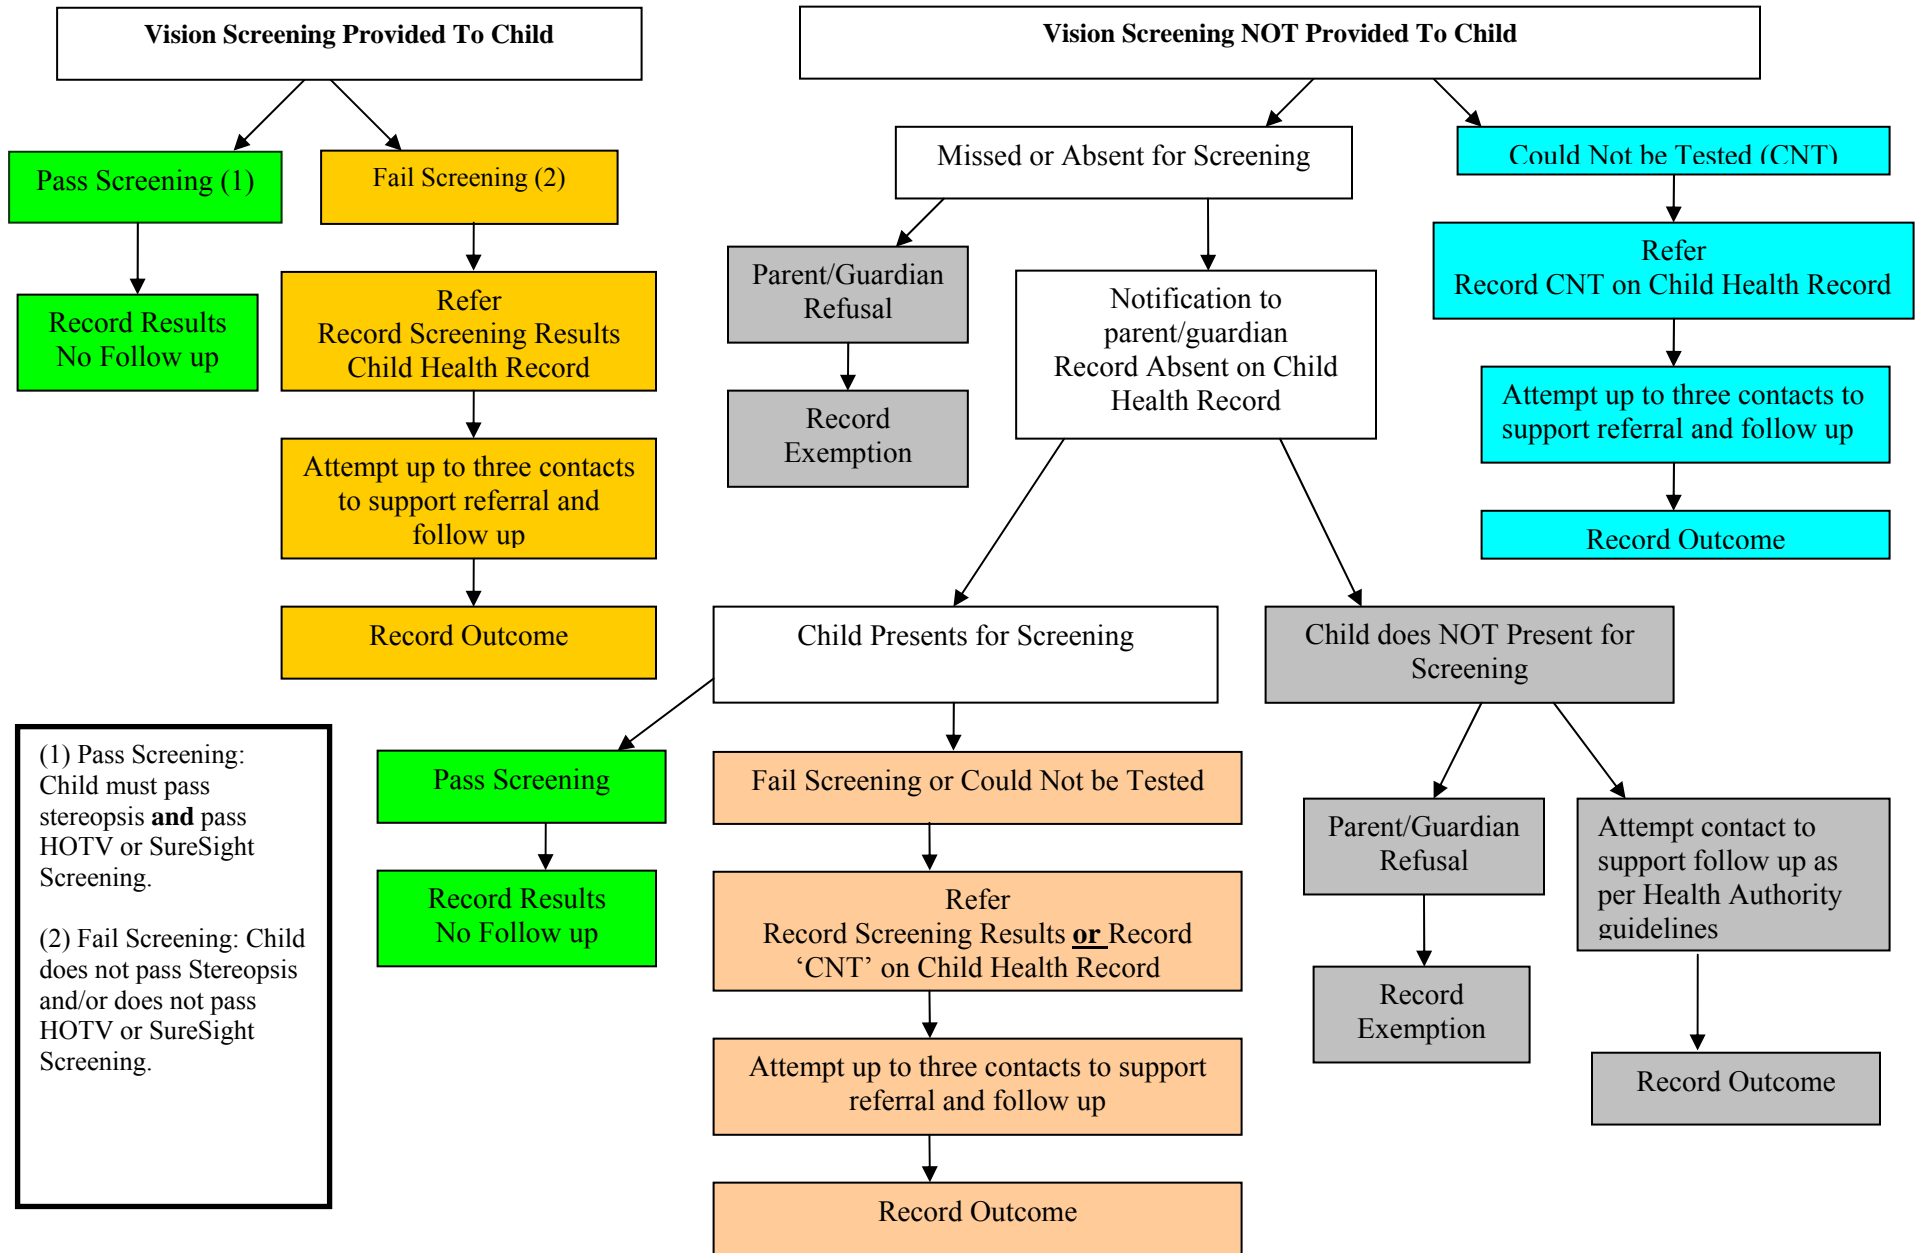 Vision Screening Provided To Child
Vision Screening NOT Provided To Child
Pass Screening (1)
Fail Screening (2)
Missed or Absent for Screening
Could Not be Tested (CNT)
Record Results
No Follow up
Refer
Record Screening Results
Child Health Record
Parent/Guardian
Refusal
Notification to
parent/guardian
Record Absent on Child
Health Record
Refer
Record CNT on Child Health Record
Attempt up to three contacts
to support referral and
follow up
Record
Exemption
Attempt up to three contacts to
support referral and follow up
Record Outcome
Record Outcome
Child Presents for Screening
Child does NOT Present for
Screening
(1) Pass Screening:
Child must pass
stereopsis and pass
HOTV or SureSight
Screening.
(2) Fail Screening: Child
does not pass Stereopsis
and/or does not pass
HOTV or SureSight
Screening.
Pass Screening
Fail Screening or Could Not be Tested
Parent/Guardian
Refusal
Attempt contact to
support follow up as
per Health Authority
guidelines
Record Results
No Follow up
Refer
Record Screening Results or Record
‘CNT’ on Child Health Record
Record
Exemption
Record Outcome
Attempt up to three contacts to support
referral and follow up
Record Outcome